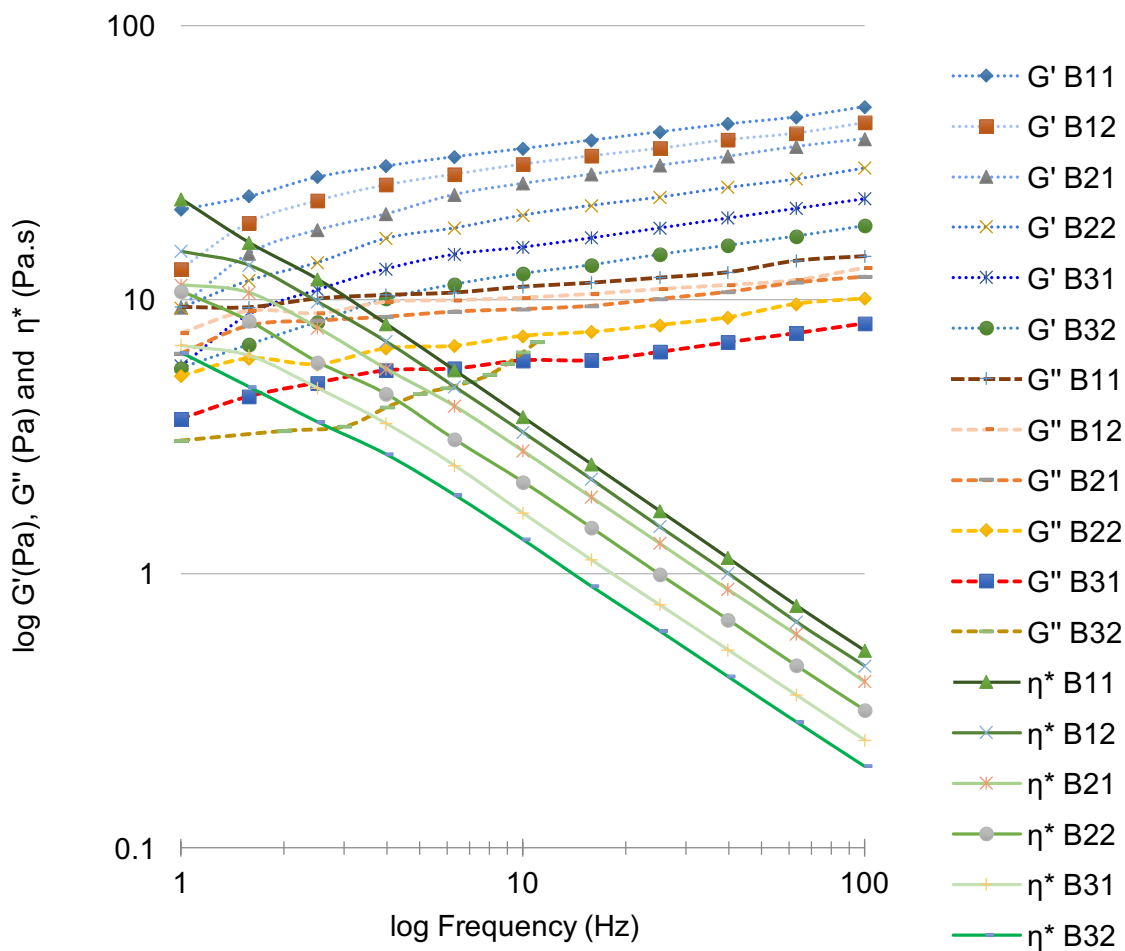 100
10
1
0.1
1
10
100
log Frequency (Hz)
log G'(Pa), G" (Pa) and η* (Pa.s)
G' B11
G' B12
G' B21
G' B22
G' B31
G' B32
G" B11
G" B12
G" B21
G" B22
G" B31
G" B32
η* B11
η* B12
η* B21
η* B22
η* B31
η* B32